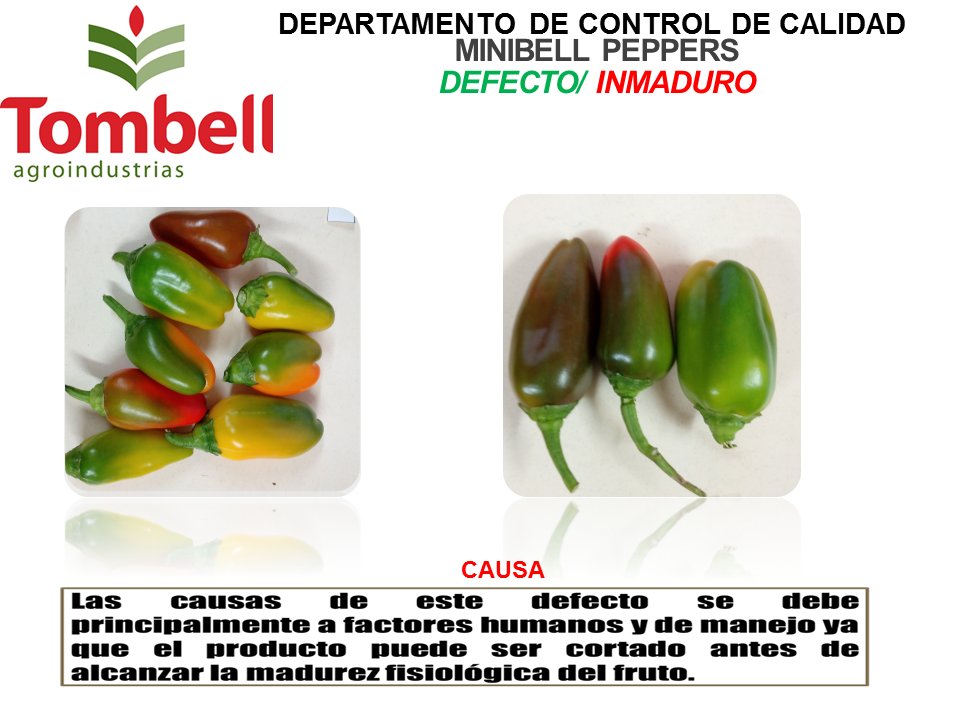 DEPARTAMENTO DE CONTROL DE CALIDAD
MINIBELL PEPPERS
DEFECTO/ INMADURO
Tombell
agroindustrias
CAUSA
Las causas de este defecto se debe
principalmente a factores humanos y de manejo ya
que el producto puede ser cortado antes de
alcanzar la madurez fisiológica del fruto.